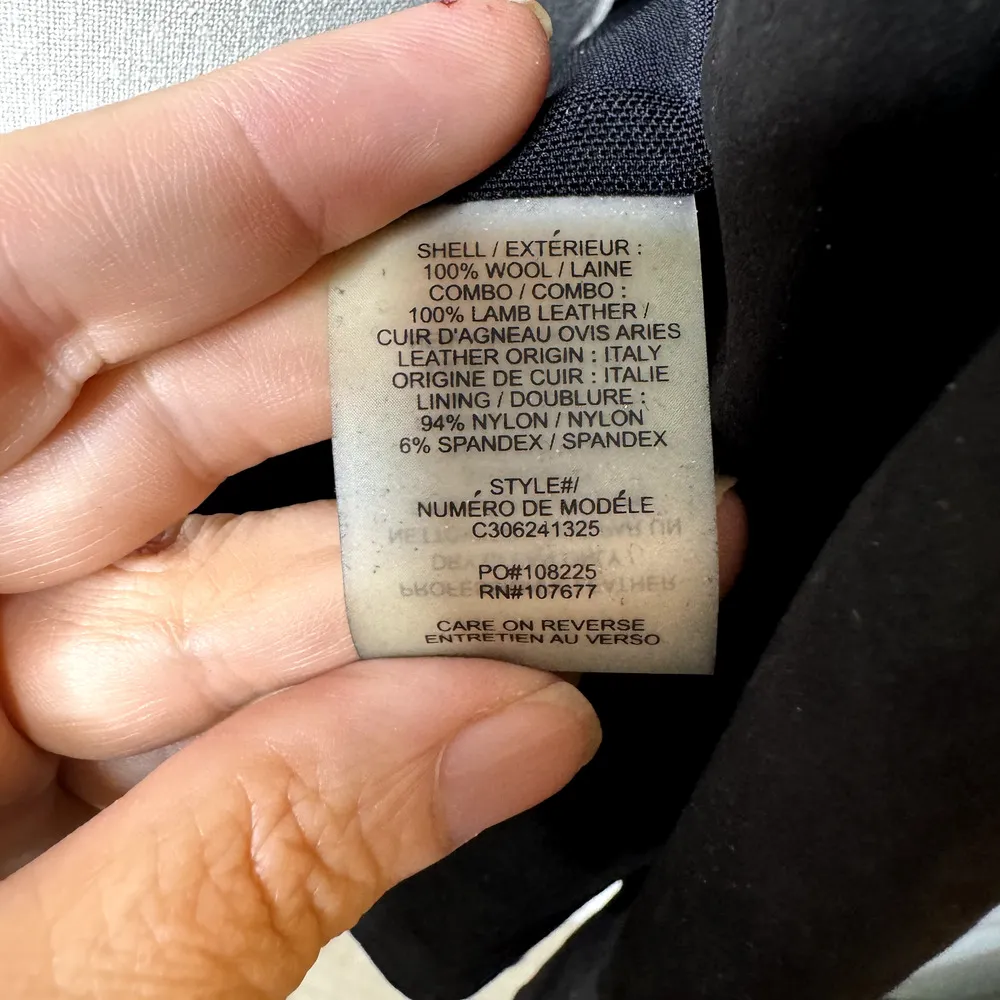 SHELL / EXTÉRIEUR :
100% WOOL / LAINE
COMBO / COMBO :
100% LAMB LEATHER /
CUIR D'AGNEAU OVIS ARIES
LEATHER ORIGIN : ITALY
ORIGINE DE CUIR : ITALIE
LINING / DOUBLURE :
94% NYLON / NYLON
6% SPANDEX / SPANDEX
STYLE#/
NUMÉRO DE MODÉLE
C306241325
PO#108225
RN#107677
CARE ON REVERSE
ENTRETIEN AU VERSO